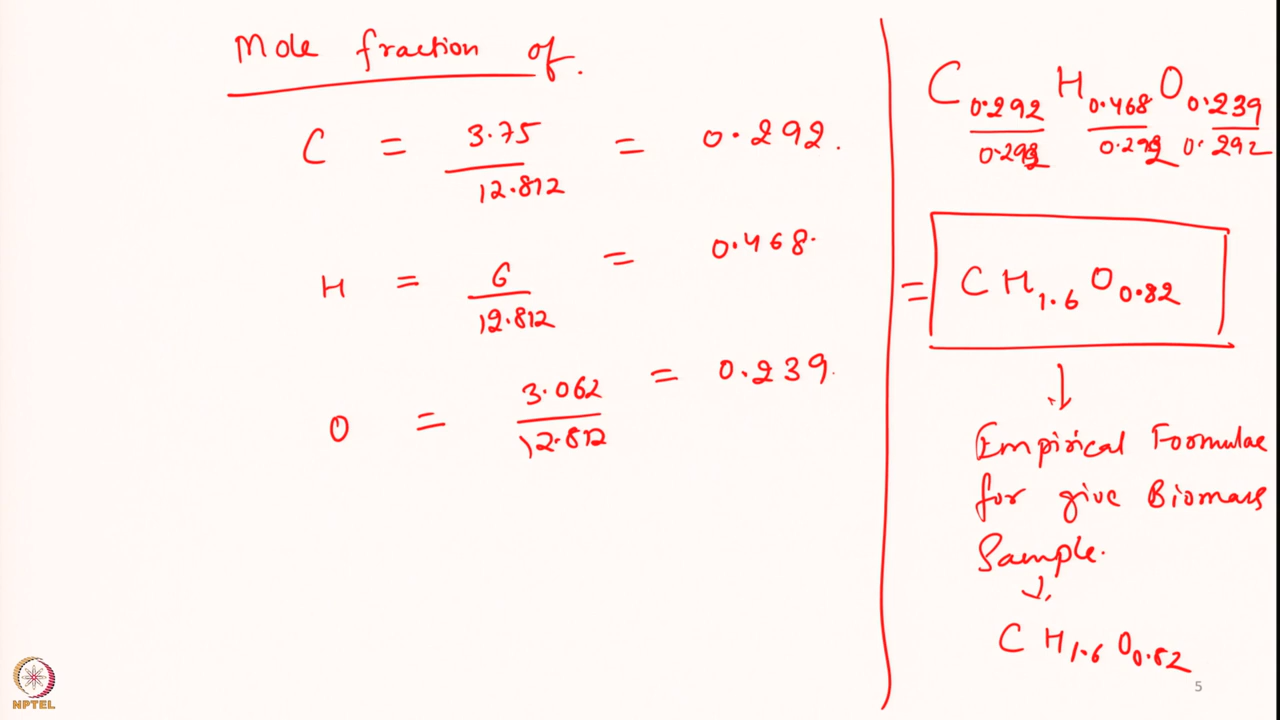 Mole fraction of.
C = 3.75 / 12.812 = 0.292.
H = 6 / 12.812 = 0.468.
O = 3.062 / 12.812 = 0.239.
C 0.292/0.292 H 0.468/0.292 O 0.239/0.292
= CH1.6O0.82
↓
Empirical Formulae
for give Biomass
Sample.
↓
CH1.6O0.82
NPTEL
5